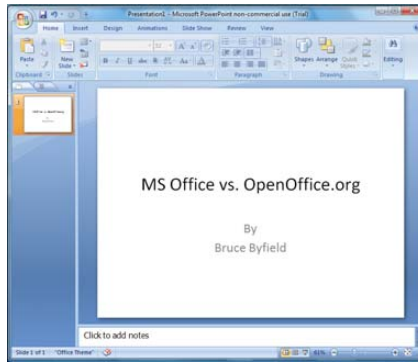 Presentation1 - Microsoft PowerPoint non-commercial use (Trial)
Home Insert Design Animations Slide Show Review View
Paste New Slide Shapes Arrange Quick Styles Editing
Clipboard Slides Font Paragraph Drawing
1
MS Office vs. OpenOffice.org
By
Bruce Byfield
Click to add notes
Slide 1 of 1 "Office Theme" 61%